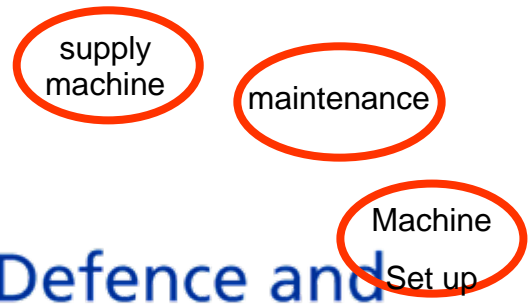 supply
machine
maintenance
Machine
Set up
Defence and